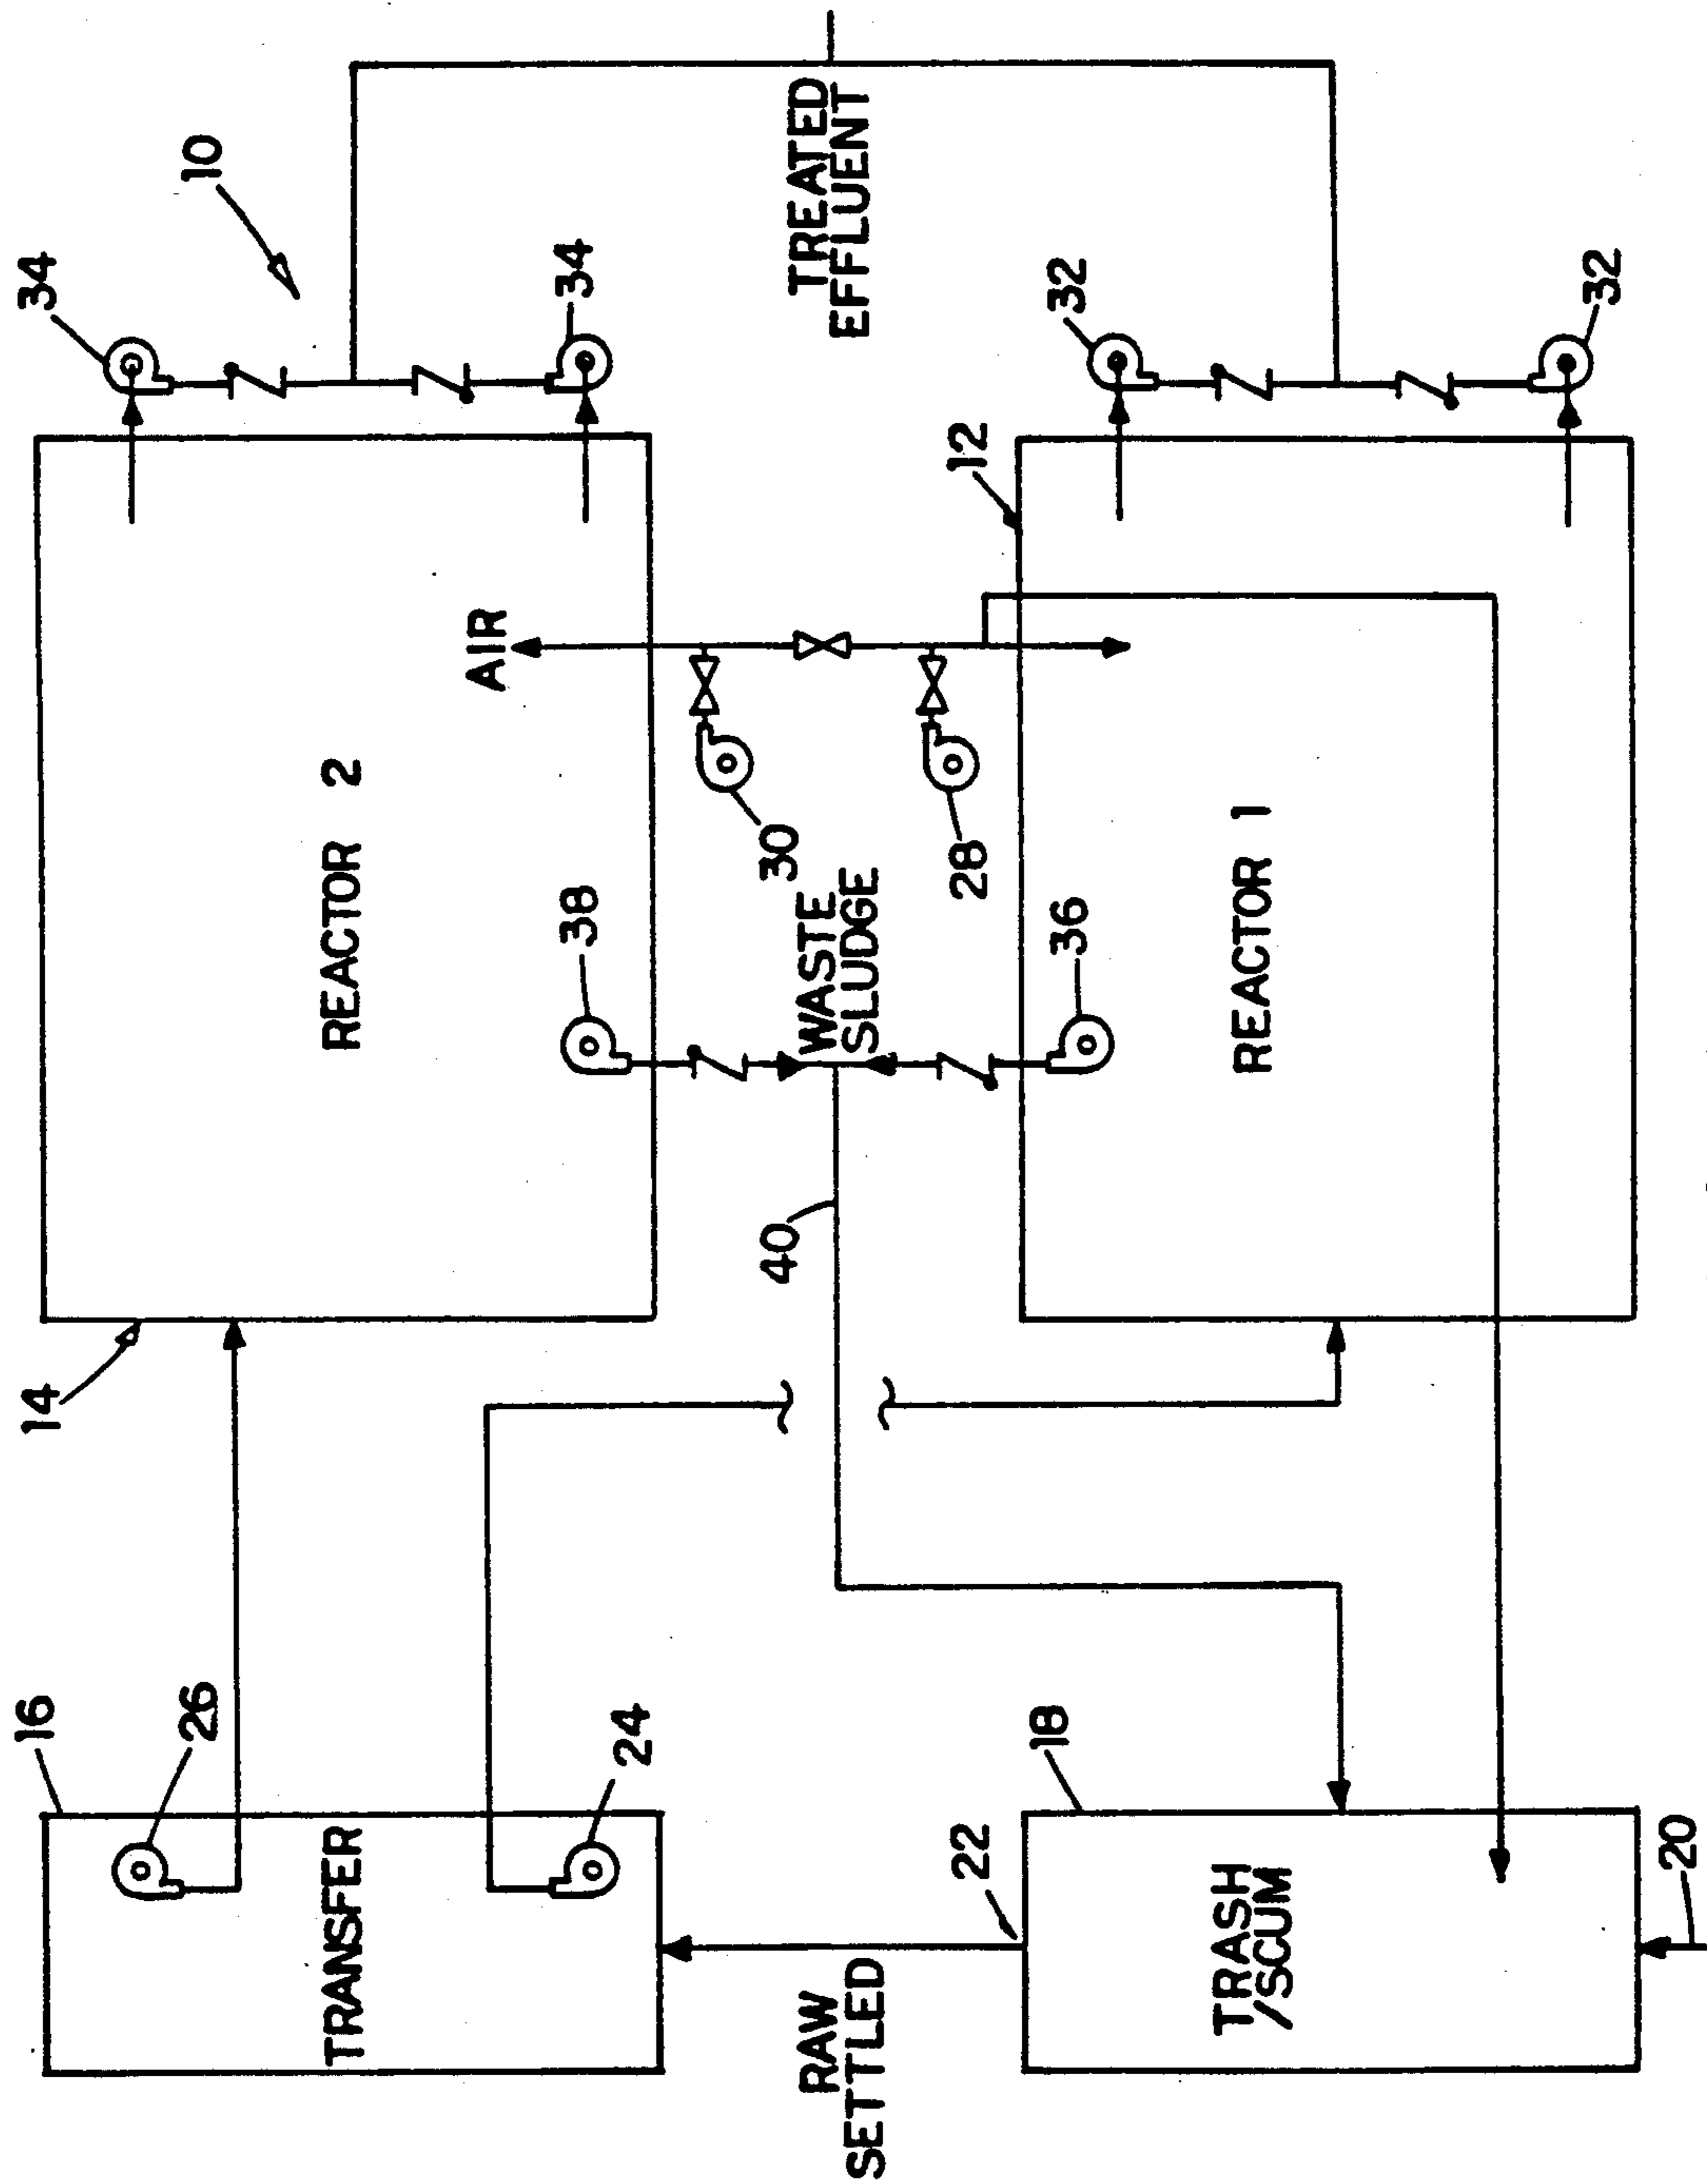 10
34
34
32
32
TREATED
EFFLUENT
12
AIR
REACTOR 2
30
28
38
36
WASTE
SLUDGE
REACTOR 1
14
40
16
26
24
TRANSFER
18
22
RAW
SETTLED
TRASH
/SCUM
20